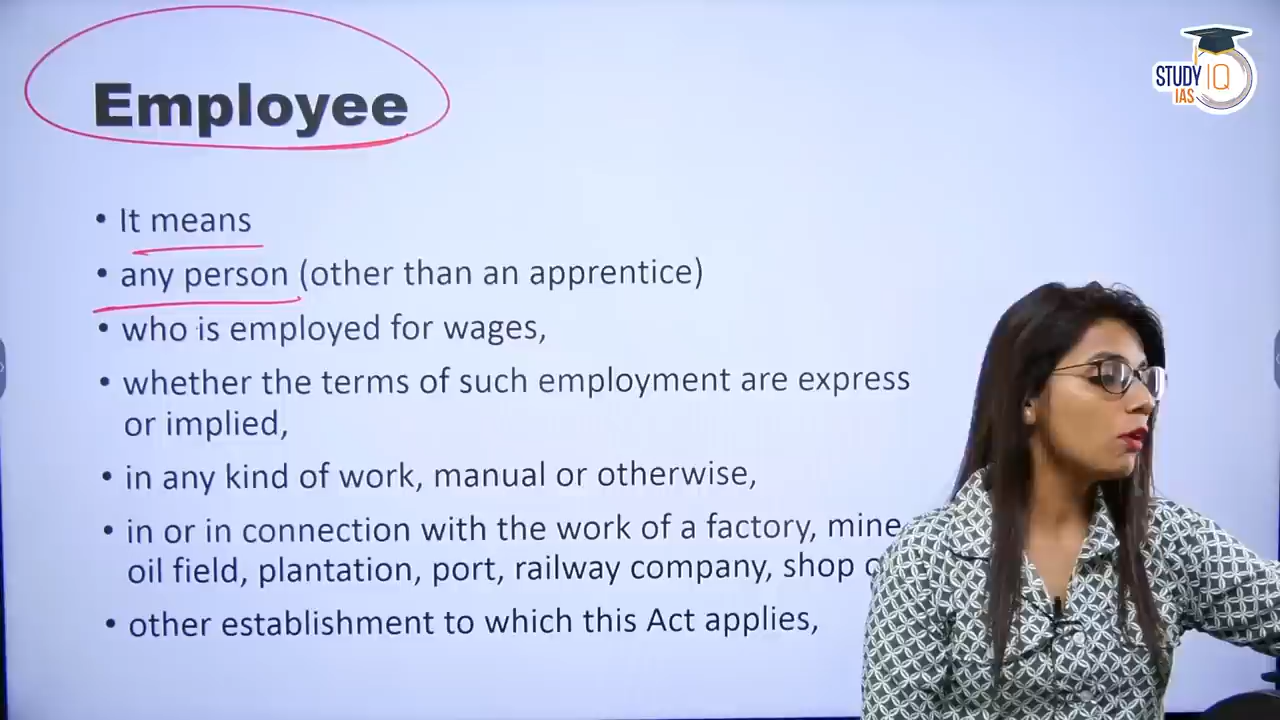 Employee
STUDY IQ
IAS
• It means
• any person (other than an apprentice)
• who is employed for wages,
• whether the terms of such employment are express
or implied,
• in any kind of work, manual or otherwise,
• in or in connection with the work of a factory, mine
oil field, plantation, port, railway company, shop
• other establishment to which this Act applies,